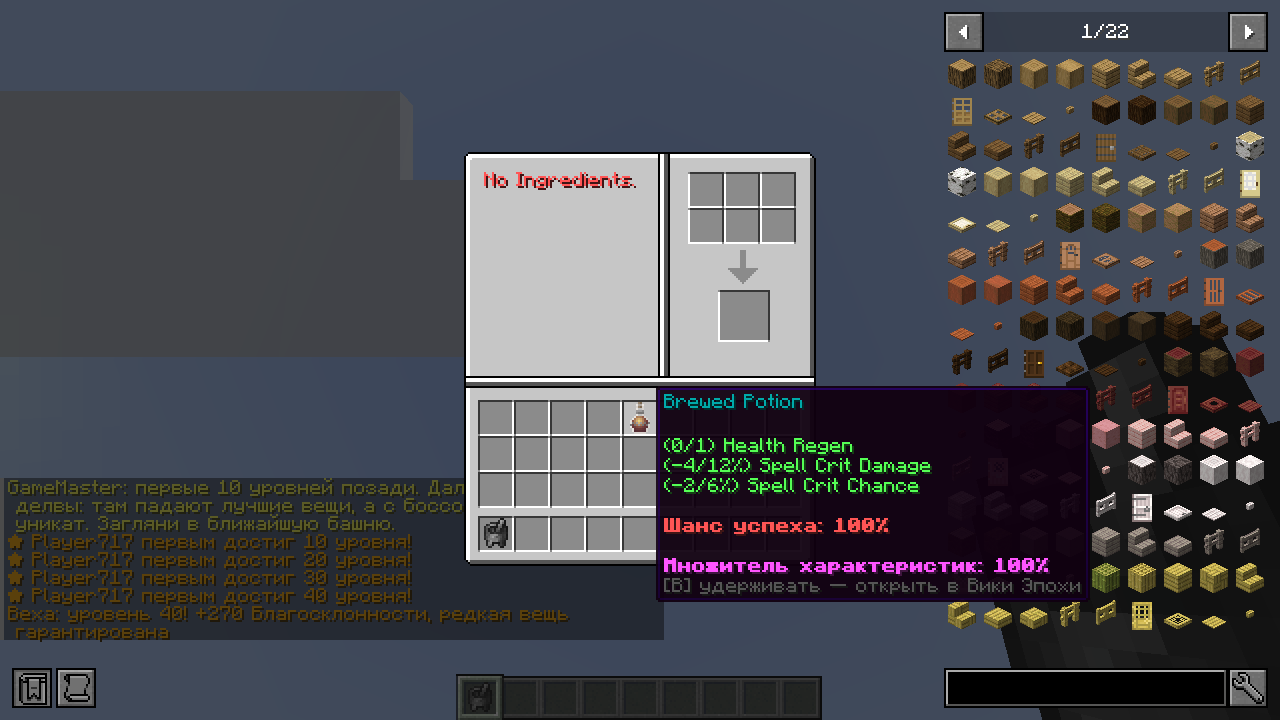 1/22
No Ingredients.
Brewed Potion
(0/1) Health Regen
(-4/12%) Spell Crit Damage
(-2/6%) Spell Crit Chance
Шанс успеха: 100%
Множитель характеристик: 100%
[B] удерживать — открыть в Вики Эпохи
GameMaster: первые 10 уровней позади. Дал
делвы: там падают лучшие вещи, а с боссо
уникат. Загляни в ближайшую башню.
★ Player717 первым достиг 10 уровня!
★ Player717 первым достиг 20 уровня!
★ Player717 первым достиг 30 уровня!
★ Player717 первым достиг 40 уровня!
Веха: уровень 40! +270 Благосклонности, редкая вещь
гарантирована